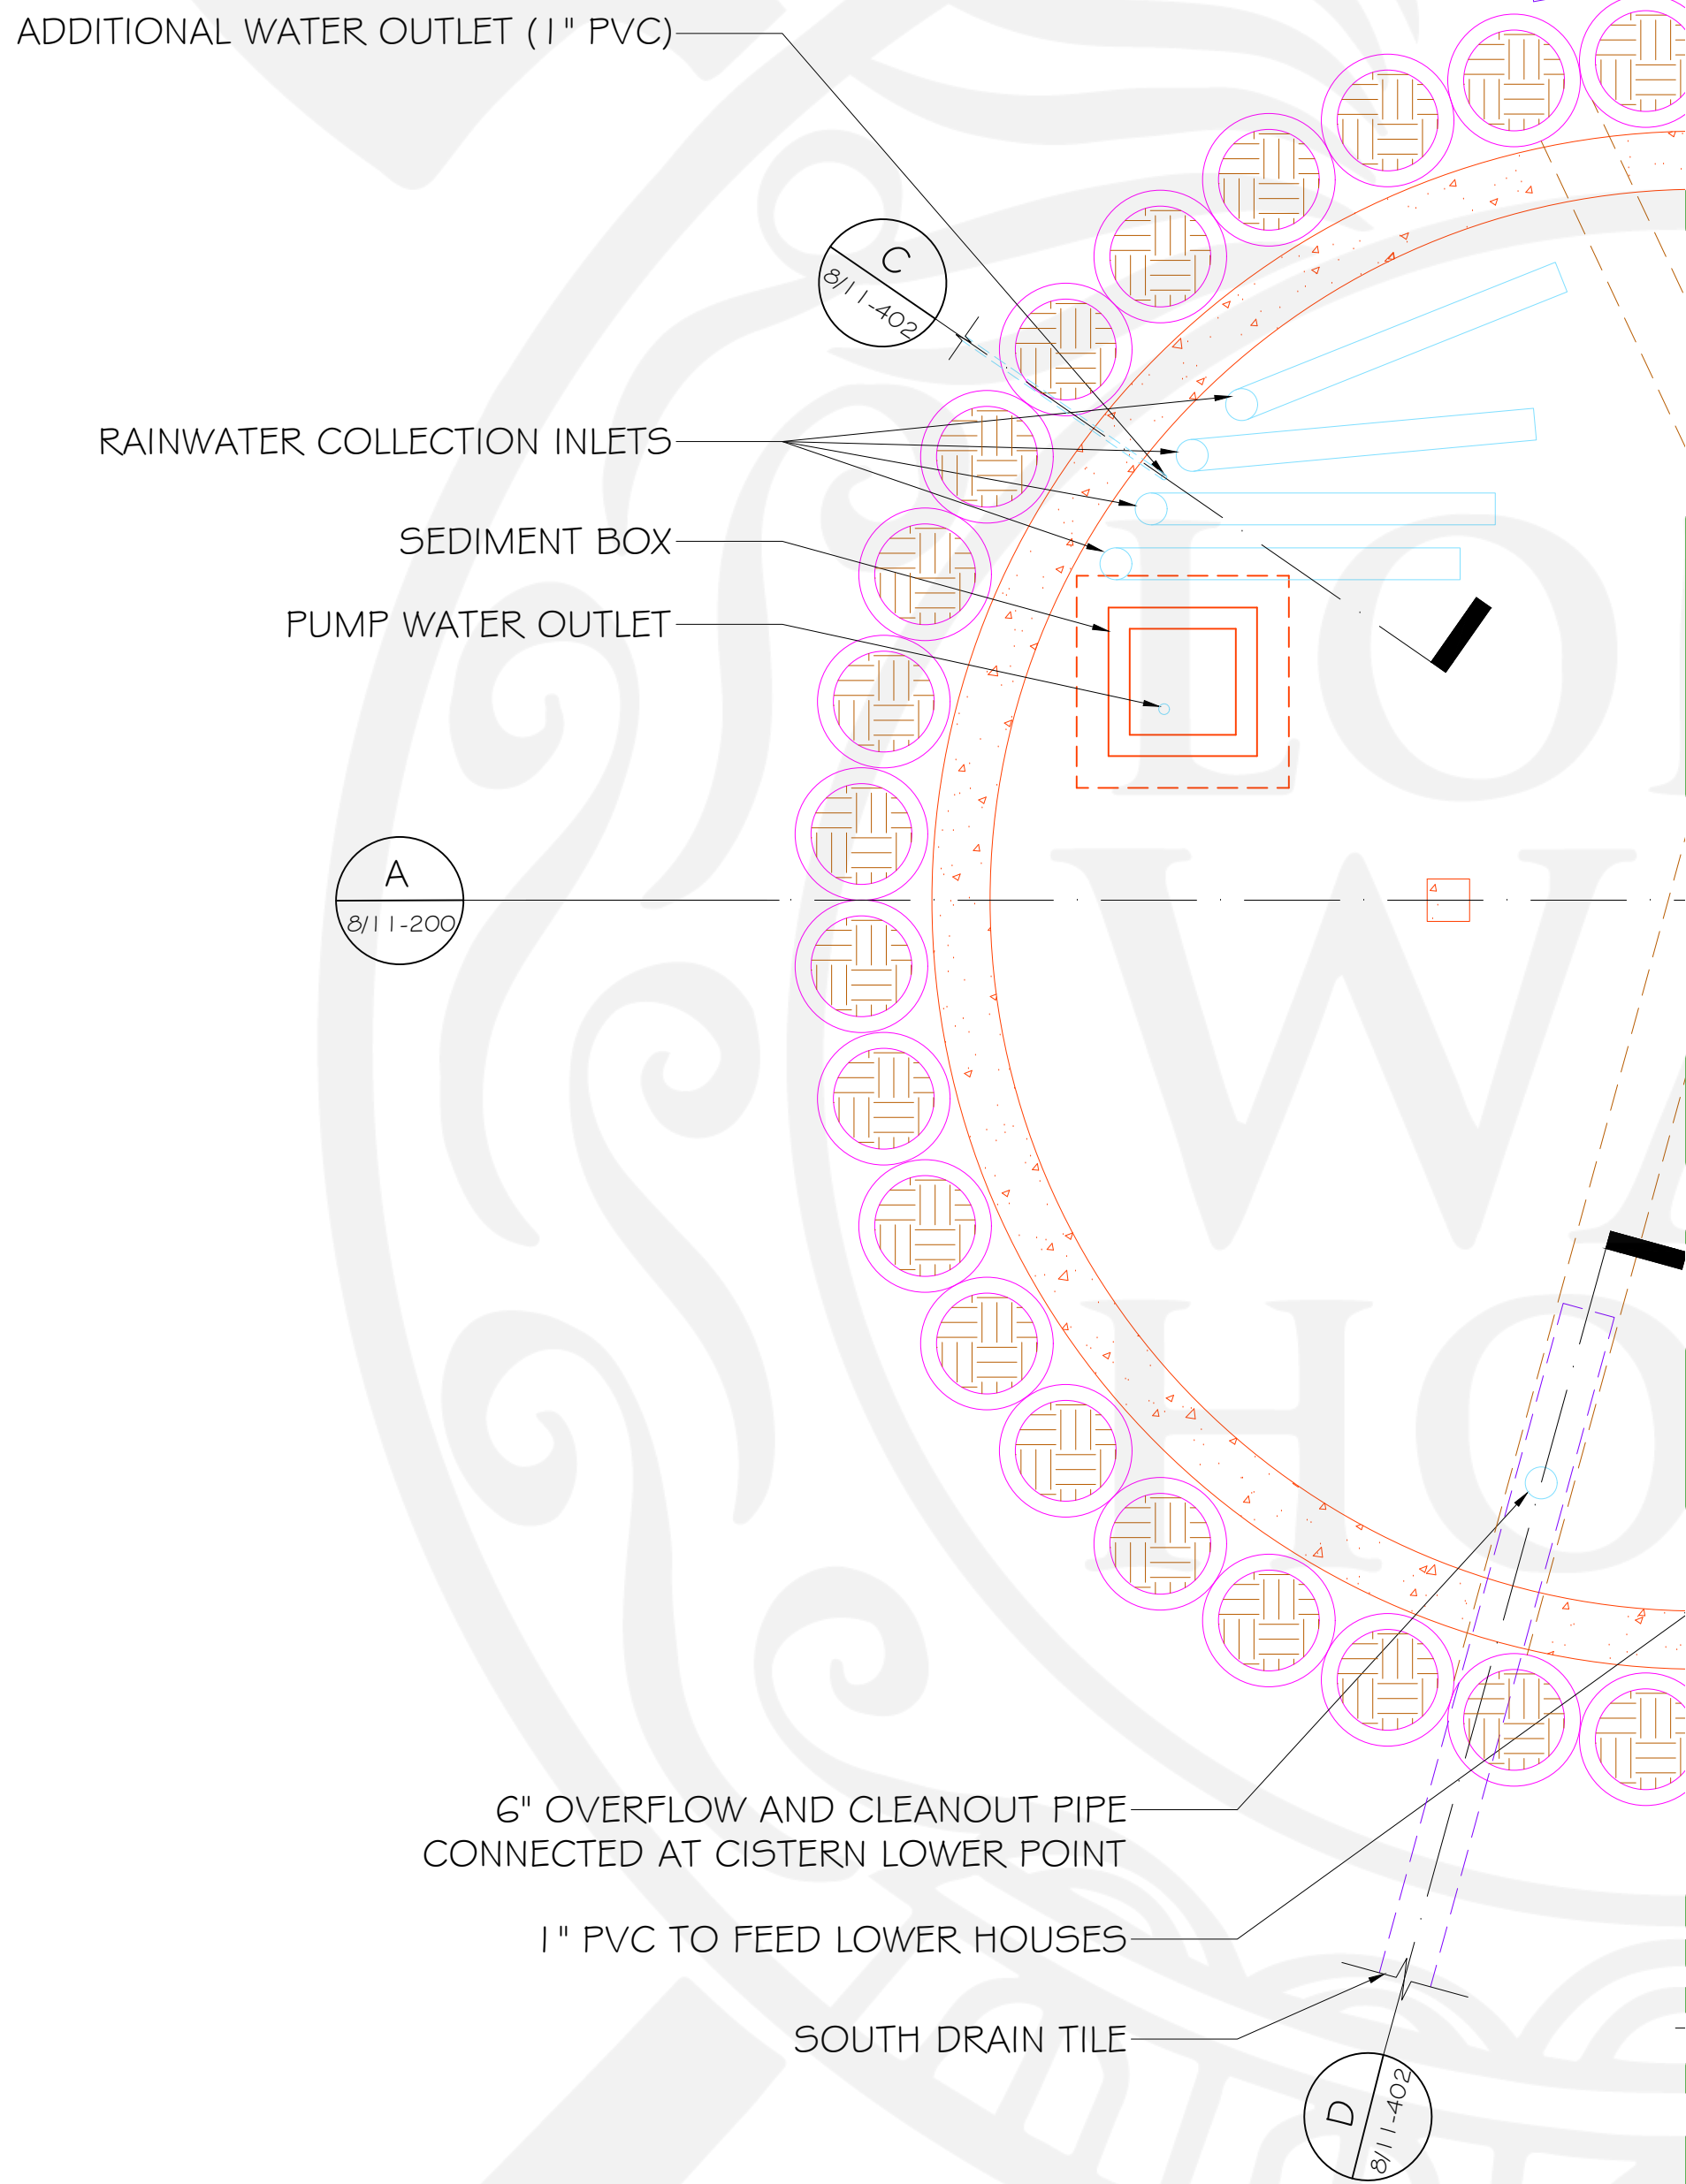 ADDITIONAL WATER OUTLET (1" PVC)
C
8/11-402
RAINWATER COLLECTION INLETS
SEDIMENT BOX
PUMP WATER OUTLET
A
8/11-200
6" OVERFLOW AND CLEANOUT PIPE
CONNECTED AT CISTERN LOWER POINT
1" PVC TO FEED LOWER HOUSES
SOUTH DRAIN TILE
D
8/11-402